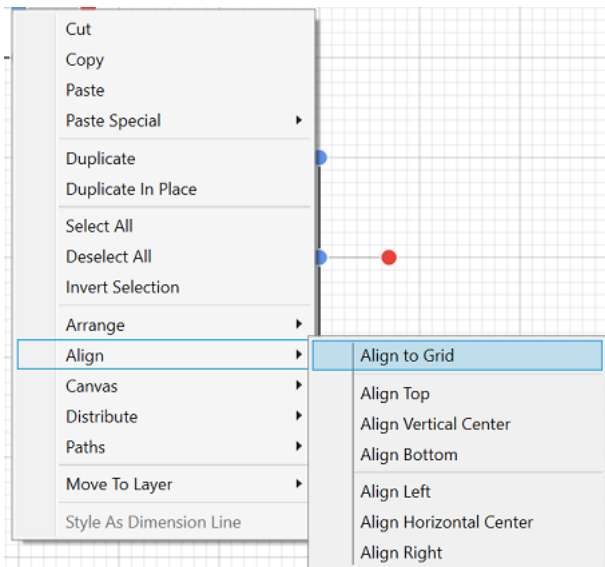 Cut
Copy
Paste
Paste Special
Duplicate
Duplicate In Place
Select All
Deselect All
Invert Selection
Arrange
Align
Canvas
Distribute
Paths
Move To Layer
Style As Dimension Line
Align to Grid
Align Top
Align Vertical Center
Align Bottom
Align Left
Align Horizontal Center
Align Right